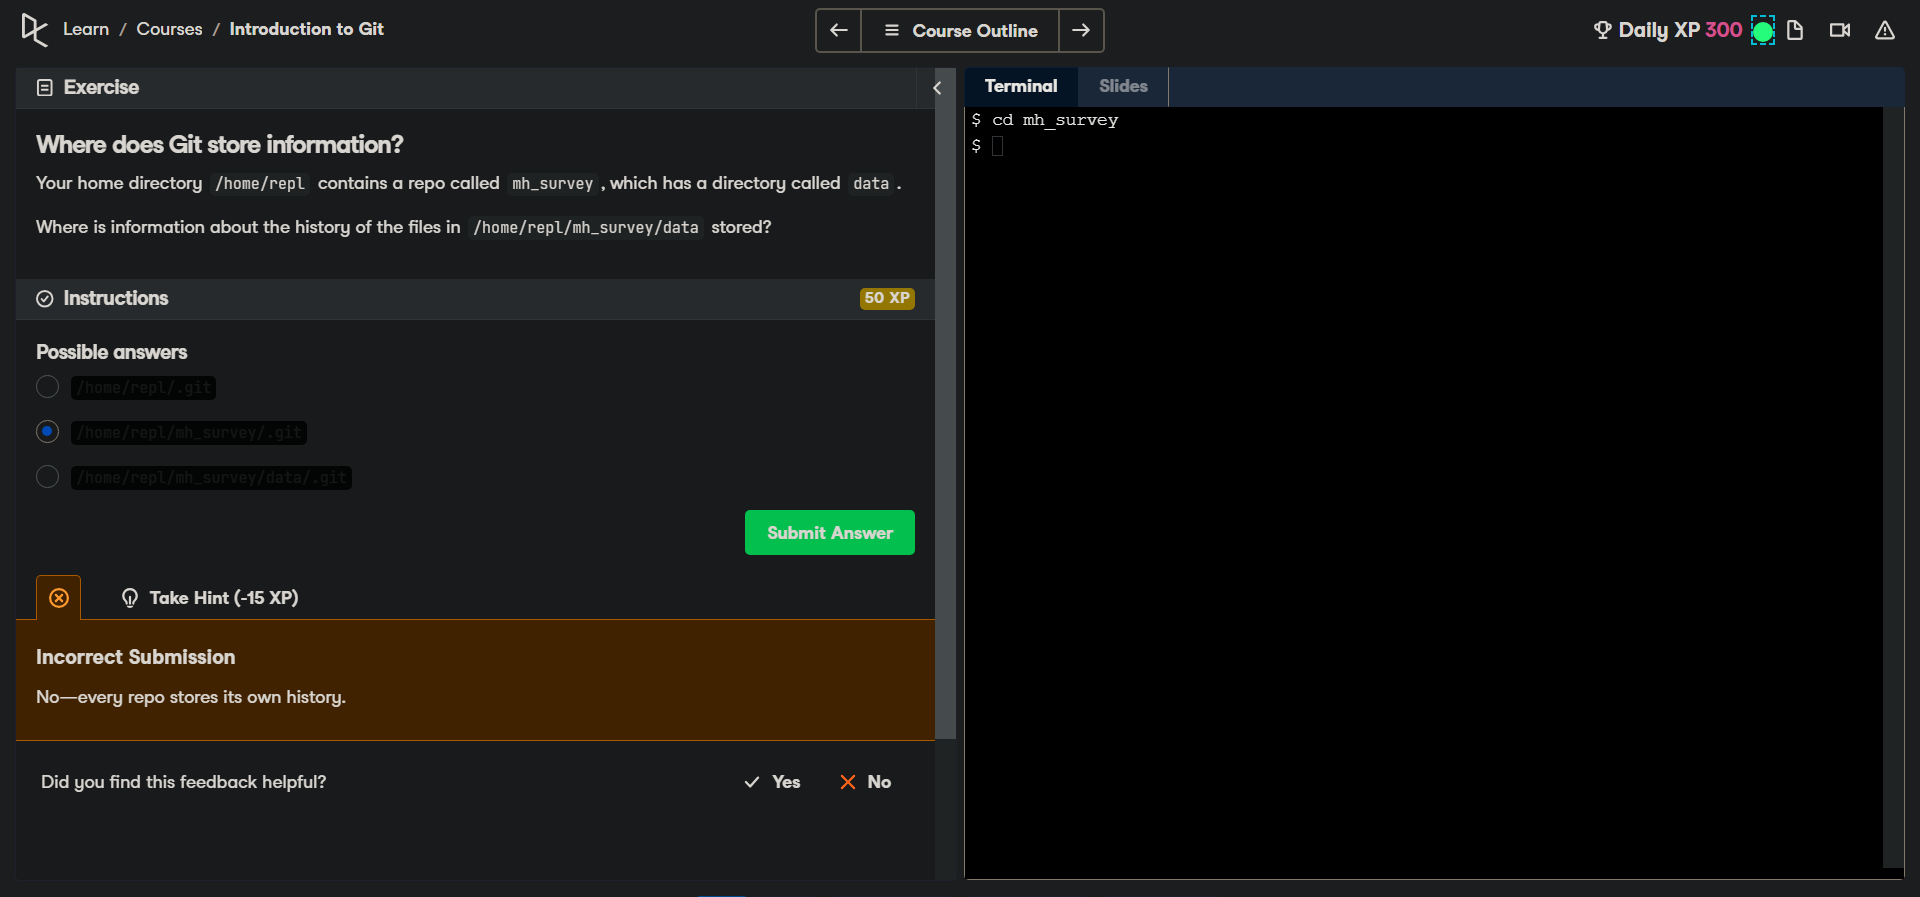 Learn / Courses / Introduction to Git
Course Outline
Daily XP 300
Exercise
Where does Git store information?
Your home directory /home/repl contains a repo called mh_survey, which has a directory called data.
Where is information about the history of the files in /home/repl/mh_survey/data stored?
Instructions
50 XP
Possible answers
/home/repl/.git
/home/repl/mh_survey/.git
/home/repl/mh_survey/data/.git
Submit Answer
Take Hint (-15 XP)
Incorrect Submission
No—every repo stores its own history.
Did you find this feedback helpful?
Yes
No
Terminal
Slides
$ cd mh_survey
$